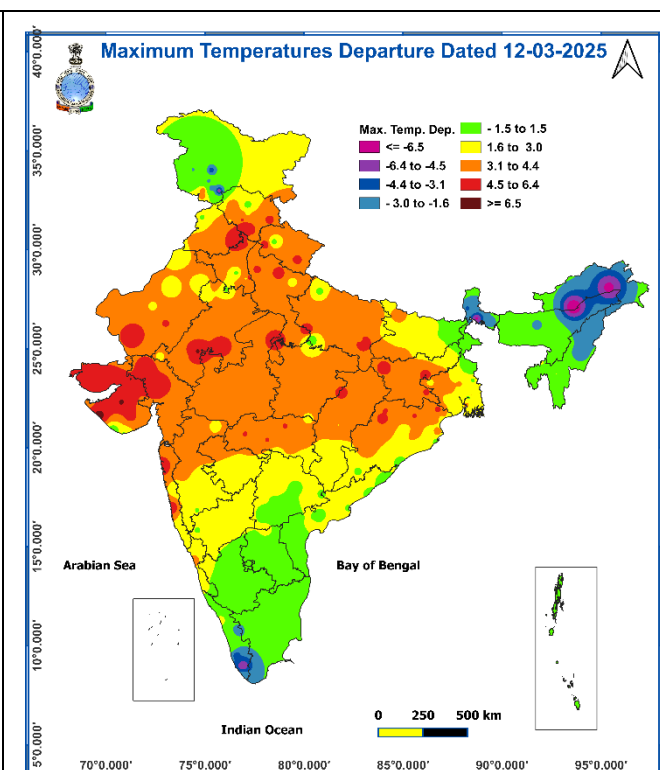 Maximum Temperatures Departure Dated 12-03-2025
Max. Temp. Dep.
<= -6.5
-6.4 to -4.5
-4.4 to -3.1
- 3.0 to -1.6
- 1.5 to 1.5
1.6 to 3.0
3.1 to 4.4
4.5 to 6.4
>= 6.5
40°0.000'
35°0.000'
30°0.000'
25°0.000'
20°0.000'
15°0.000'
10°0.000'
5°0.000'
Arabian Sea
Bay of Bengal
Indian Ocean
0 250 500 km
70°0.000' 75°0.000' 80°0.000' 85°0.000' 90°0.000' 95°0.000'